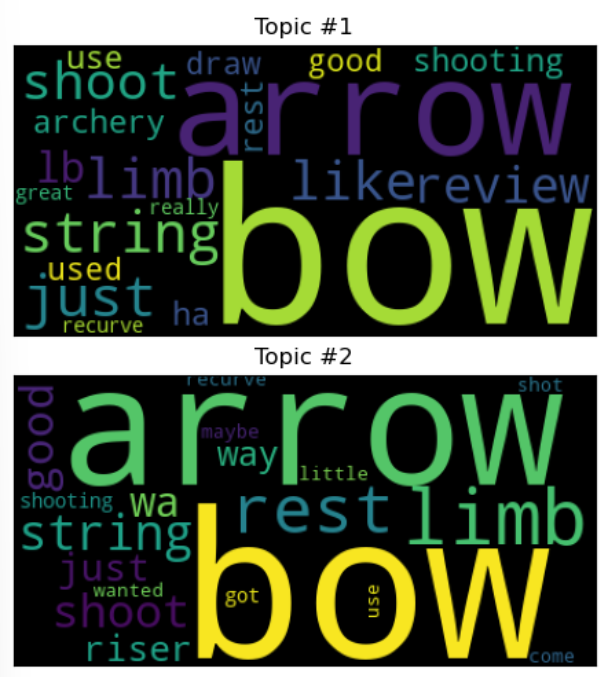 Topic #1
use draw good shooting
shoot arrow
archery rest
lb limb like review
great
really
string bow
used
just ha
recurve
Topic #2
recurve shot
good arrow
maybe
way
little
shooting wa rest limb
string
just bow
wanted got use
shoot
riser come